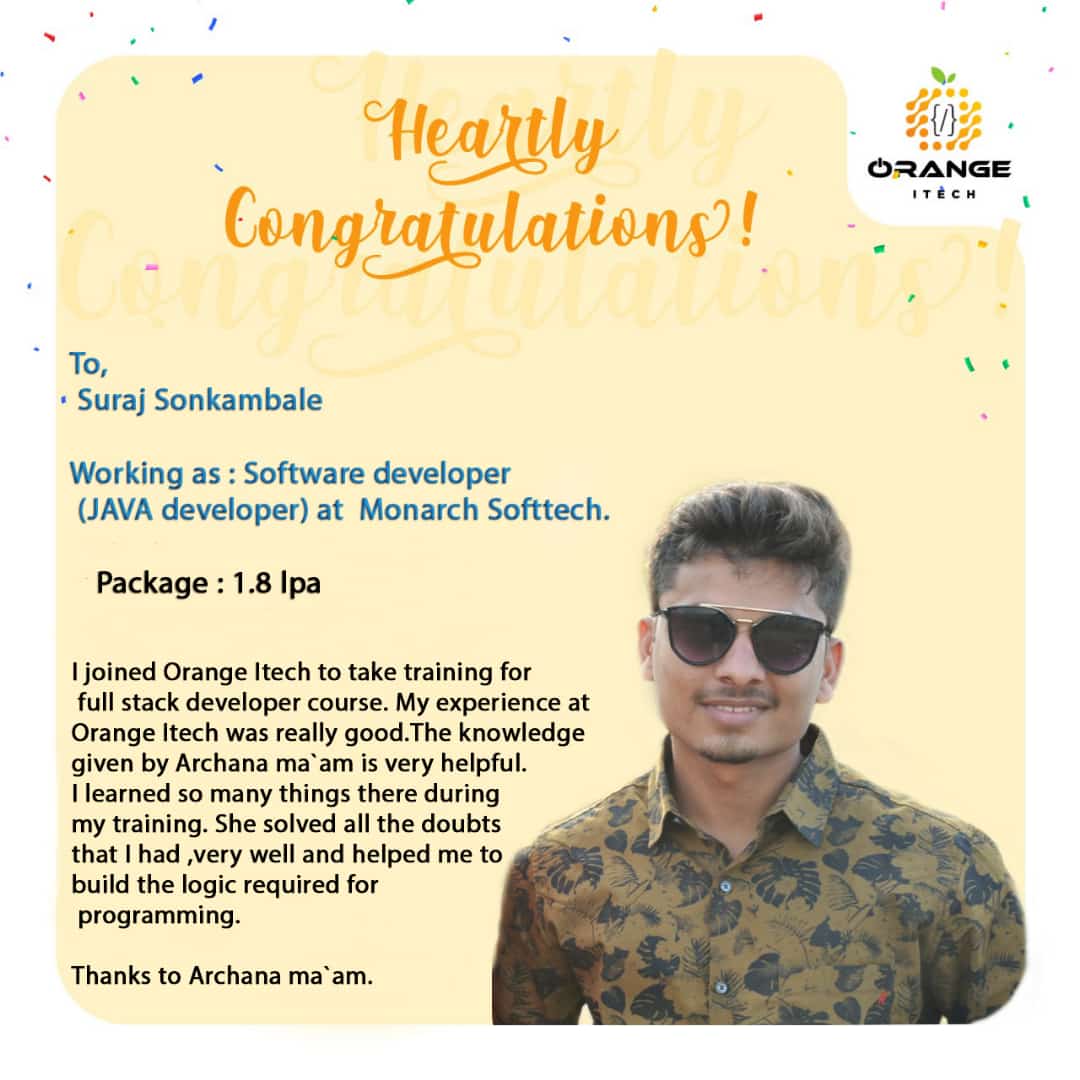 Heartly
Congratulations!
ORANGE
ITECH
To,
Suraj Sonkambale
Working as : Software developer
(JAVA developer) at Monarch Softtech.
Package : 1.8 lpa
I joined Orange Itech to take training for
full stack developer course. My experience at
Orange Itech was really good.The knowledge
given by Archana ma`am is very helpful.
I learned so many things there during
my training. She solved all the doubts
that I had ,very well and helped me to
build the logic required for
programming.
Thanks to Archana ma`am.